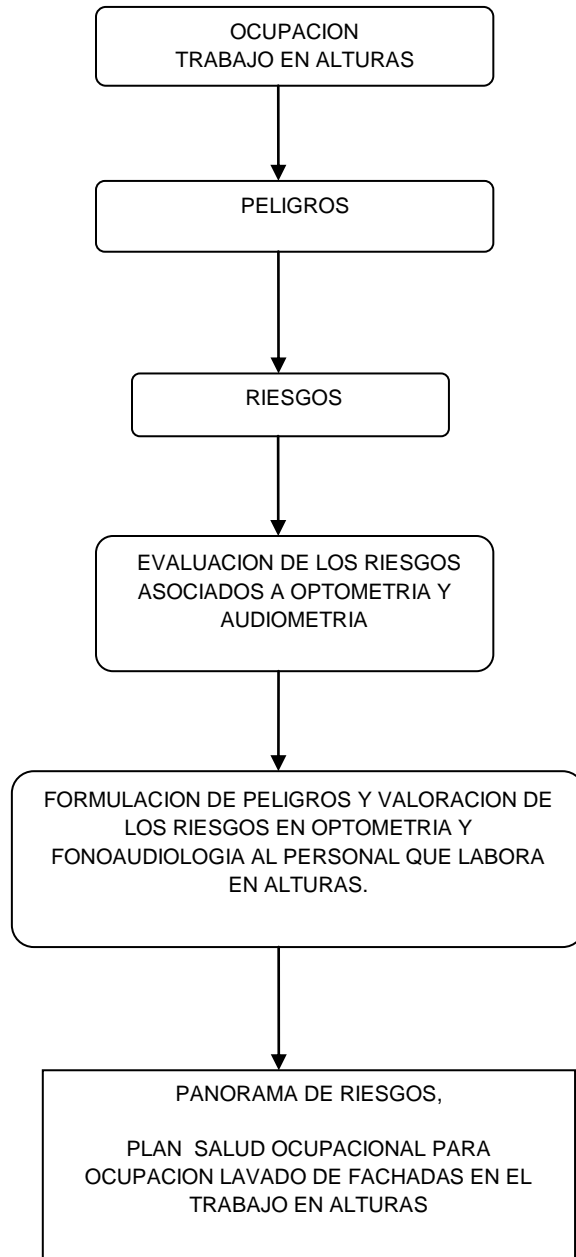 OCUPACION
TRABAJO EN ALTURAS
PELIGROS
RIESGOS
EVALUACION DE LOS RIESGOS
ASOCIADOS A OPTOMETRIA Y
AUDIOMETRIA
FORMULACION DE PELIGROS Y VALORACION DE
LOS RIESGOS EN OPTOMETRIA Y
FONOAUDIOLOGIA AL PERSONAL QUE LABORA
EN ALTURAS.
PANORAMA DE RIESGOS,
PLAN SALUD OCUPACIONAL PARA
OCUPACION LAVADO DE FACHADAS EN EL
TRABAJO EN ALTURAS